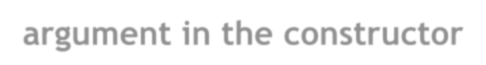 argument in the constructor